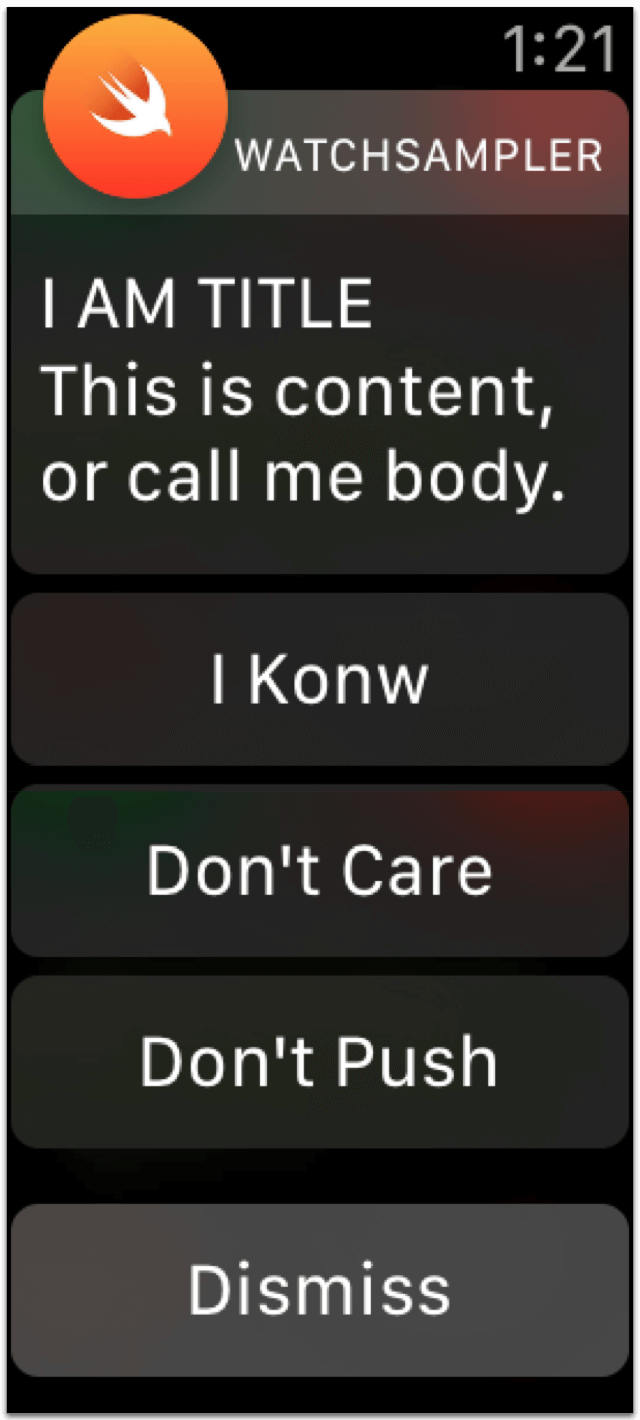 1:21
WATCHSAMPLER
I AM TITLE
This is content,
or call me body.
I Konw
Don't Care
Don't Push
Dismiss